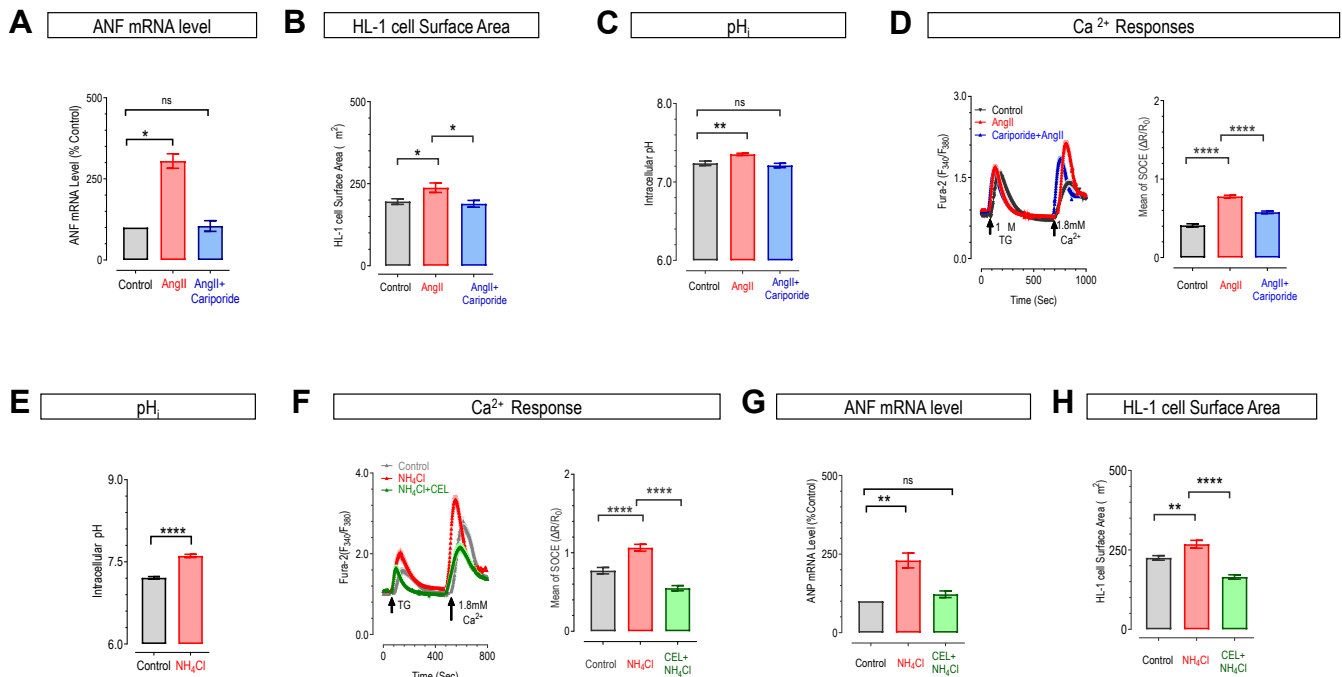 A
ANF mRNA level
ANF mRNA Level (% Control)
500
250
0
ns
*
Control
AngII
AngII+
Cariporide
B
HL-1 cell Surface Area
HL-1 cell Surface Area ( m²)
500
250
0
*
*
Control
AngII
AngII+
Cariporide
C
pHᵢ
Intracellular pH
8.0
7.0
6.0
ns
**
Control
AngII
AngII+
Cariporide
D
Ca ²⁺ Responses
Fura-2 (F₃₄₀/F₃₈₀)
3.0
1.8
0.6
0.0
Control
AngII
Cariporide+AngII
1 M
TG
1.8mM
Ca²⁺
0
500
1000
Time (Sec)
Mean of SOCE (ΔR/R₀)
2
1
0
****
****
Control
AngII
AngII+
Cariporide
E
pHᵢ
Intracellular pH
9.0
7.5
6.0
****
Control
NH₄Cl
F
Ca²⁺ Response
Fura-2(F₃₄₀/F₃₈₀)
4.0
2.0
0.0
Control
NH₄Cl
NH₄Cl+CEL
TG
1.8mM
Ca²⁺
0
400
800
Time (Sec)
Mean of SOCE (ΔR/R₀)
2
1
0
****
****
Control
NH₄Cl
CEL+
NH₄Cl
G
ANF mRNA level
ANP mRNA Level (%Control)
500
250
0
ns
**
Control
NH₄Cl
CEL+
NH₄Cl
H
HL-1 cell Surface Area
HL-1 cell Surface Area ( m²)
500
250
0
**
****
Control
NH₄Cl
CEL+
NH₄Cl